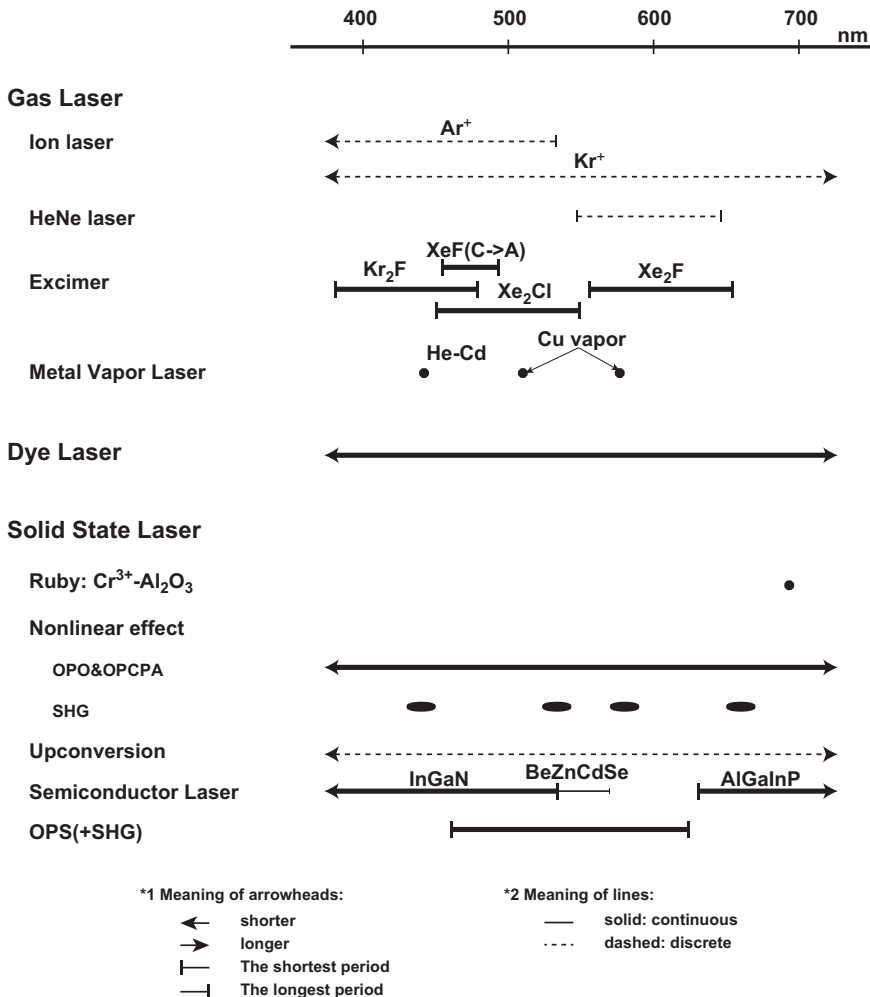 400 500 600 700
nm
Gas Laser
Ion laser
Ar⁺
Kr⁺
HeNe laser
XeF(C->A)
Kr₂F
Xe₂F
Excimer
Xe₂Cl
Cu vapor
He-Cd
Metal Vapor Laser
Dye Laser
Solid State Laser
Ruby: Cr³⁺-Al₂O₃
Nonlinear effect
OPO&OPCPA
SHG
Upconversion
Semiconductor Laser
InGaN
BeZnCdSe
AlGaInP
OPS(+SHG)
*1 Meaning of arrowheads:
shorter
longer
The shortest period
The longest period
*2 Meaning of lines:
solid: continuous
dashed: discrete